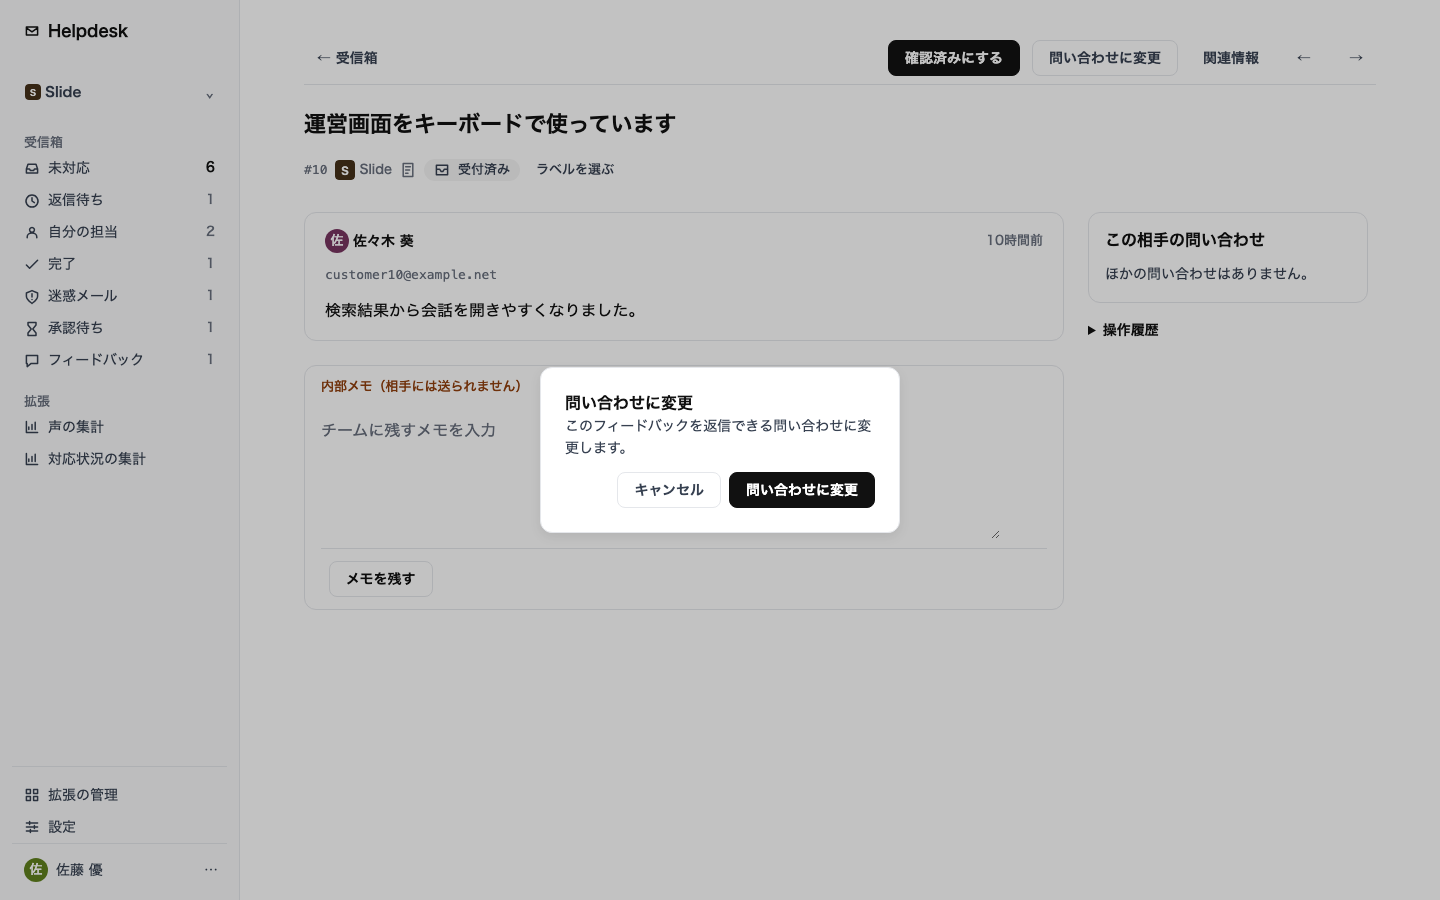 Helpdesk
S Slide
受信箱
未対応 6
返信待ち 1
自分の担当 2
完了 1
迷惑メール 1
承認待ち 1
フィードバック 1
拡張
声の集計
対応状況の集計
拡張の管理
設定
佐 佐藤 優 …
← 受信箱
確認済みにする
問い合わせに変更
関連情報
←
→
運営画面をキーボードで使っています
#10 S Slide 受付済み ラベルを選ぶ
佐 佐々木 葵 10時間前
customer10@example.net
検索結果から会話を開きやすくなりました。
内部メモ（相手には送られません）
チームに残すメモを入力
メモを残す
この相手の問い合わせ
ほかの問い合わせはありません。
▶ 操作履歴
問い合わせに変更
このフィードバックを返信できる問い合わせに変
更します。
キャンセル
問い合わせに変更